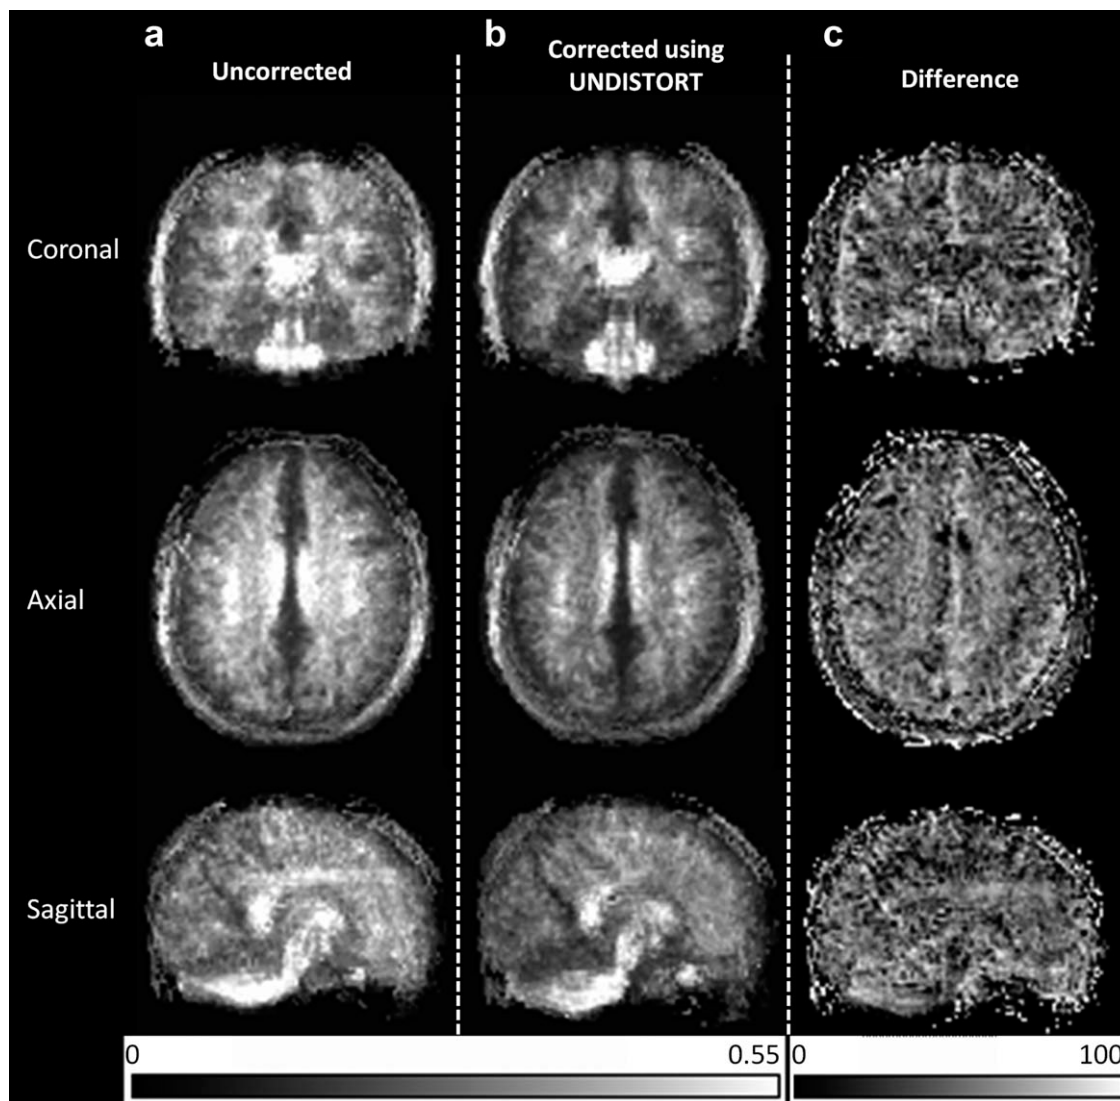 a
Uncorrected
b
Corrected using
UNDISTORT
c
Difference
Coronal
Axial
Sagittal
0
0.55
0
100